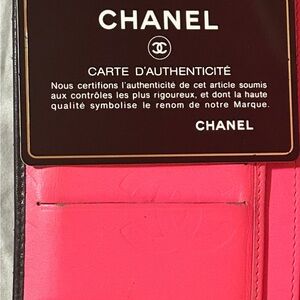 CHANEL
CARTE D'AUTHENTICITÉ
Nous certifions l'authenticité de cet article soumis
aux contrôles les plus rigoureux, et dont la haute
qualité symbolise le renom de notre Marque.
CHANEL